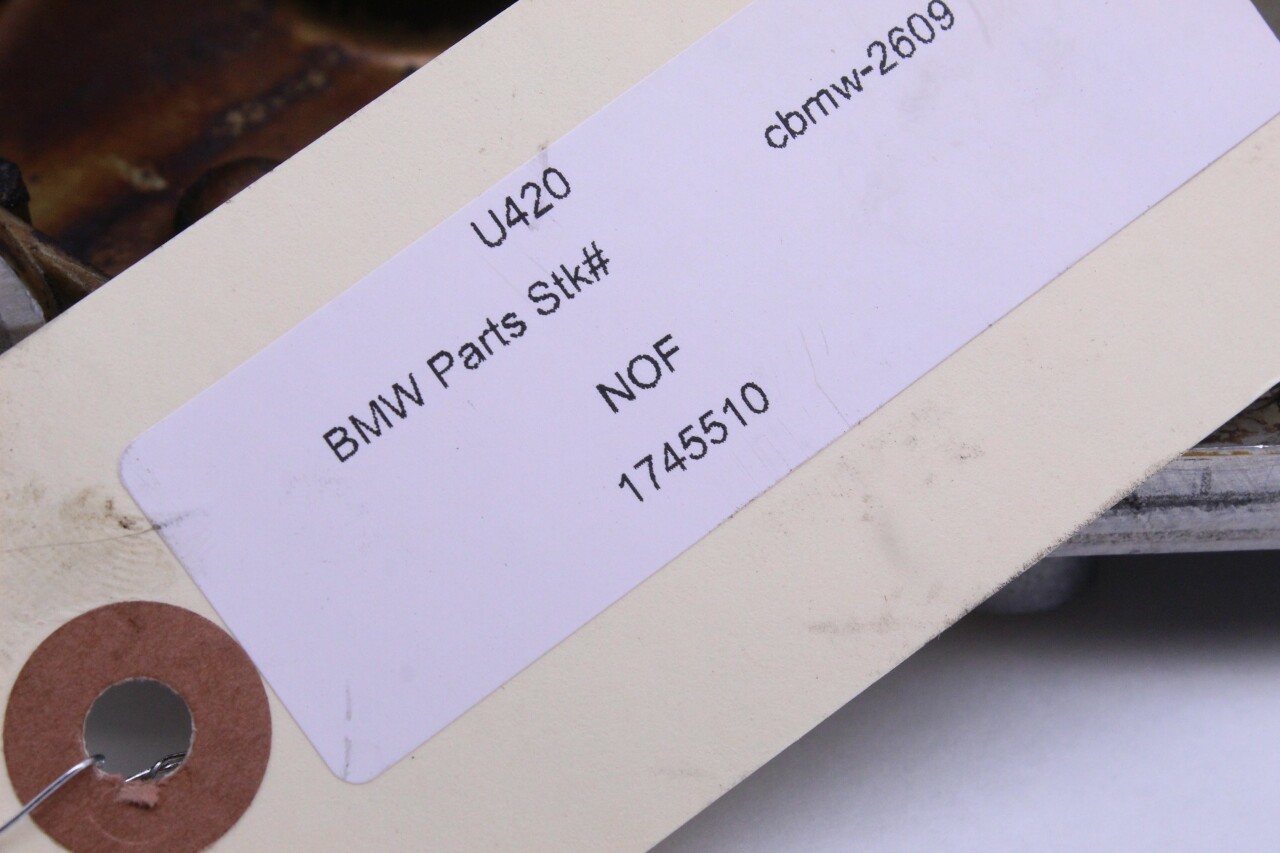 cbmw-2609
U420
BMW Parts Stk#
NOF
1745510